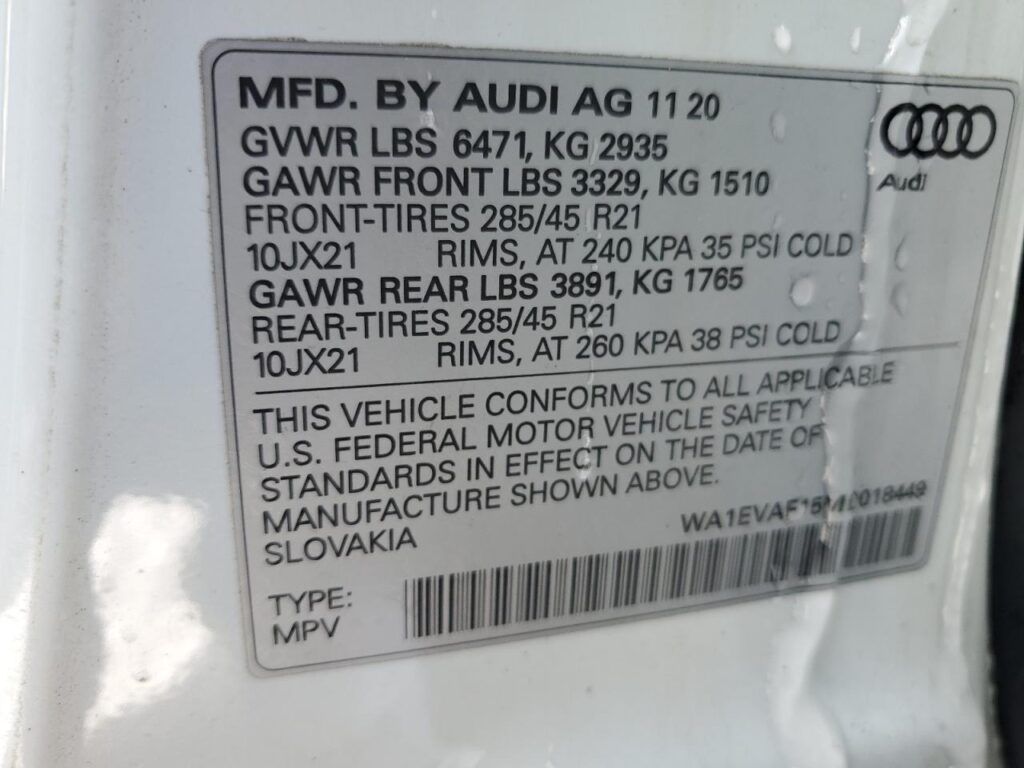 MFD. BY AUDI AG 11 20
GVWR LBS 6471, KG 2935
GAWR FRONT LBS 3329, KG 1510
FRONT-TIRES 285/45 R21
10JX21 RIMS, AT 240 KPA 35 PSI COLD
GAWR REAR LBS 3891, KG 1765
REAR-TIRES 285/45 R21
10JX21 RIMS, AT 260 KPA 38 PSI COLD
Audi
THIS VEHICLE CONFORMS TO ALL APPLICABLE
U.S. FEDERAL MOTOR VEHICLE SAFETY
STANDARDS IN EFFECT ON THE DATE OF
MANUFACTURE SHOWN ABOVE.
SLOVAKIA
TYPE:
MPV